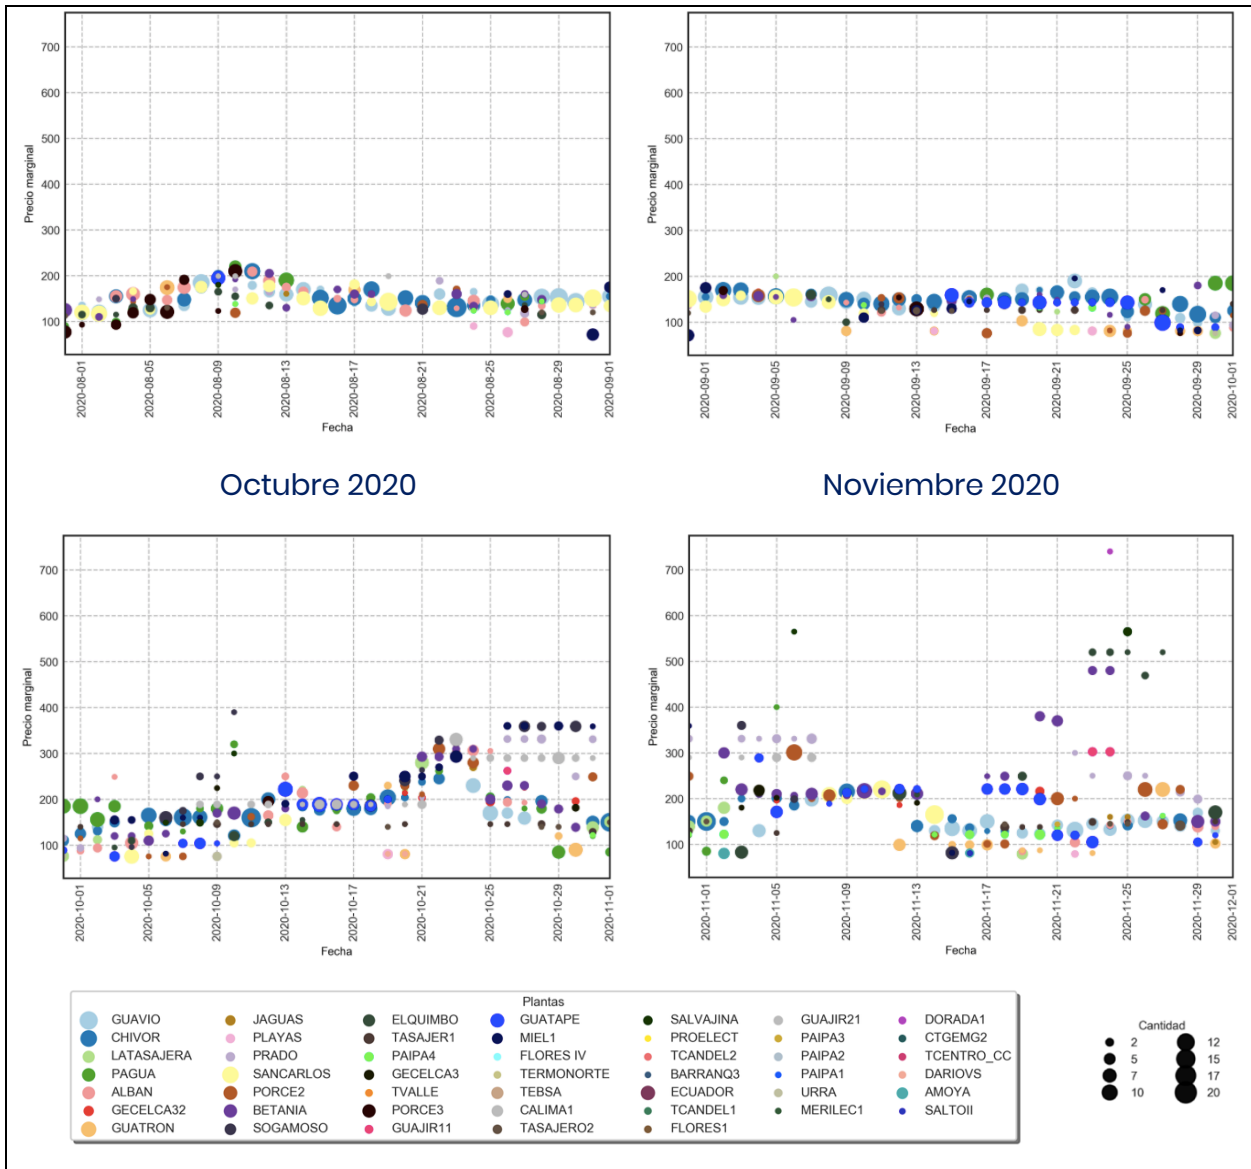 700
600
500
400
300
200
100
Precio marginal
2020-08-01
2020-08-05
2020-08-09
2020-08-13
2020-08-17
2020-08-21
2020-08-25
2020-08-29
2020-09-01
Fecha
700
600
500
400
300
200
100
Precio marginal
2020-09-01
2020-09-05
2020-09-09
2020-09-13
2020-09-17
2020-09-21
2020-09-25
2020-09-29
2020-10-01
Fecha
Octubre 2020
Noviembre 2020
700
600
500
400
300
200
100
Precio marginal
2020-10-01
2020-10-05
2020-10-09
2020-10-13
2020-10-17
2020-10-21
2020-10-25
2020-10-29
2020-11-01
Fecha
700
600
500
400
300
200
100
Precio marginal
2020-11-01
2020-11-05
2020-11-09
2020-11-13
2020-11-17
2020-11-21
2020-11-25
2020-11-29
2020-12-01
Fecha
Plantas
GUAVIO
CHIVOR
LATASAJERA
PAGUA
ALBAN
GECELCA32
GUATRON
JAGUAS
PLAYAS
PRADO
SANCARLOS
PORCE2
BETANIA
SOGAMOSO
ELQUIMBO
TASAJER1
PAIPA4
GECELCA3
TVALLE
PORCE3
GUAJIR11
GUATAPE
MIEL1
FLORES IV
TERMONORTE
TEBSA
CALIMA1
TASAJERO2
SALVAJINA
PROELECT
TCANDEL2
BARRANQ3
ECUADOR
TCANDEL1
FLORES1
GUAJIR21
PAIPA3
PAIPA2
PAIPA1
URRA
MERILEC1
DORADA1
CTGEMG2
TCENTRO_CC
DARIOVS
AMOYA
SALTOII
Cantidad
2
5
7
10
12
15
17
20